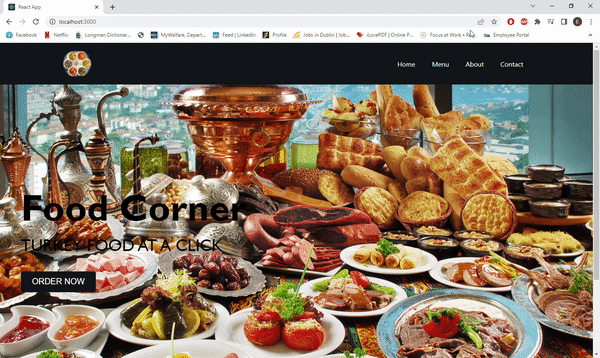 React App
localhost:3000
Facebook
Netflix
Longman Dictionar...
MyWelfare, Depart...
Feed | LinkedIn
Profile
Jobs in Dublin | Job...
iLovePDF | Online P...
Focus at Work •
Employee Portal
Home
Menu
About
Contact
Food Corner
TURKEY FOOD AT A CLICK
ORDER NOW